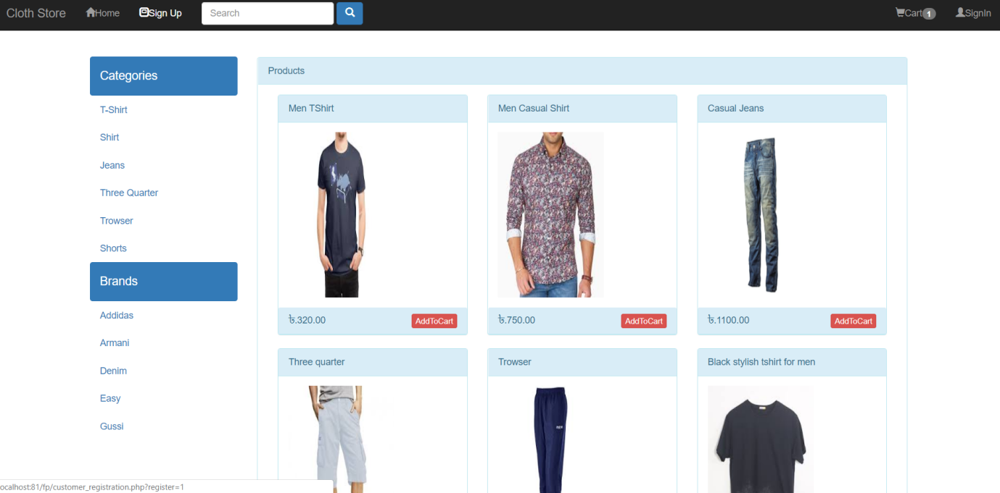 Cloth Store Home Sign Up Search Cart 1 SignIn
Categories
T-Shirt
Shirt
Jeans
Three Quarter
Trowser
Shorts
Brands
Addidas
Armani
Denim
Easy
Gussi
Products
Men TShirt
৳.320.00 AddToCart
Men Casual Shirt
৳.750.00 AddToCart
Casual Jeans
৳.1100.00 AddToCart
Three quarter
Trowser
Black stylish tshirt for men
ocalhost:81/fp/customer_registration.php?register=1